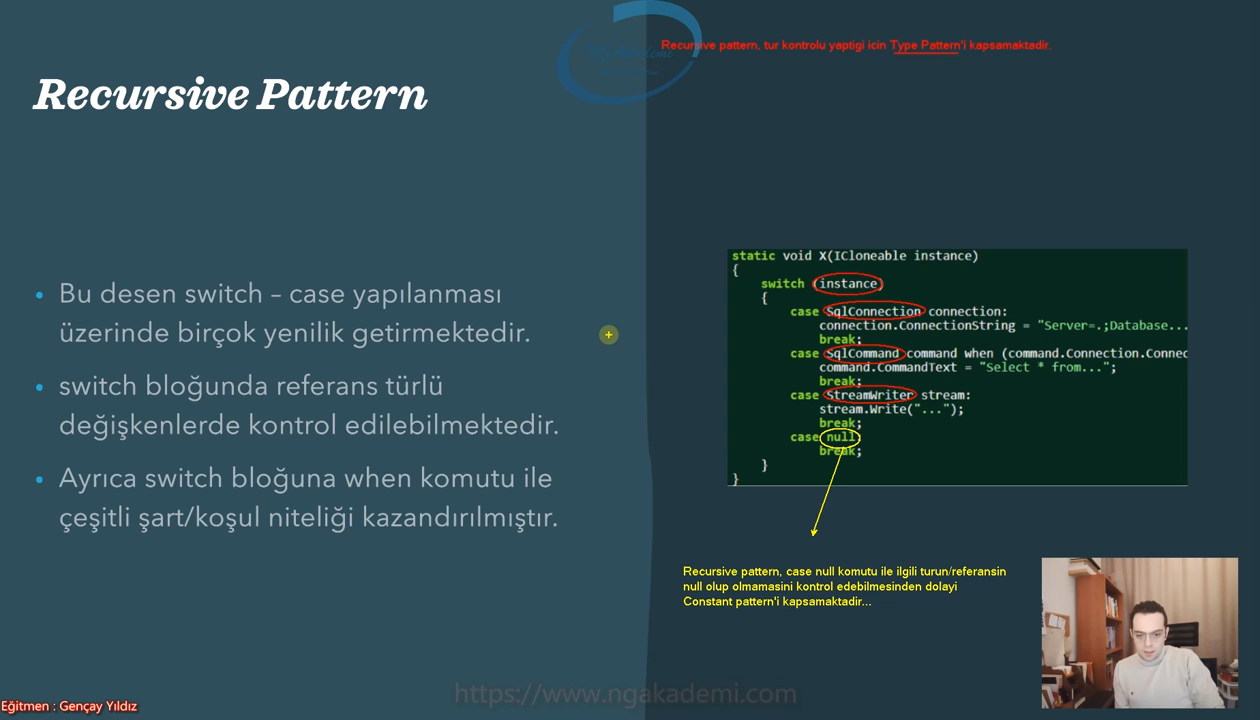 Recursive pattern, tur kontrolu yaptigi icin Type Pattern'i kapsamaktadir.
Recursive Pattern
• Bu desen switch – case yapılanması
üzerinde birçok yenilik getirmektedir.
• switch bloğunda referans türlü
değişkenlerde kontrol edilebilmektedir.
• Ayrıca switch bloğuna when komutu ile
çeşitli şart/koşul niteliği kazandırılmıştır.
static void X(ICloneable instance)
{
switch (instance)
{
case SqlConnection connection:
connection.ConnectionString = "Server=.;Database...
break;
case SqlCommand command when (command.Connection.Connec
command.CommandText = "Select * from...";
break;
case StreamWriter stream:
stream.Write("...");
break;
case null:
break;
}
}
Recursive pattern, case null komutu ile ilgili turun/referansin
null olup olmamasini kontrol edebilmesinden dolayi
Constant pattern'i kapsamaktadir...
https://www.ngakademi.com
Eğitmen : Gençay Yıldız